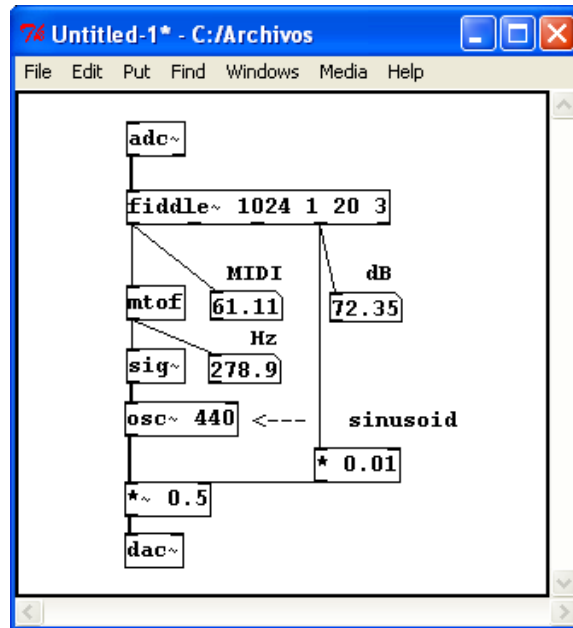 Untitled-1* - C:/Archivos
File Edit Put Find Windows Media Help
adc~
fiddle~ 1024 1 20 3
MIDI dB
mtof 61.11 72.35
Hz
sig~ 278.9
osc~ 440 <--- sinusoid
* 0.01
*~ 0.5
dac~